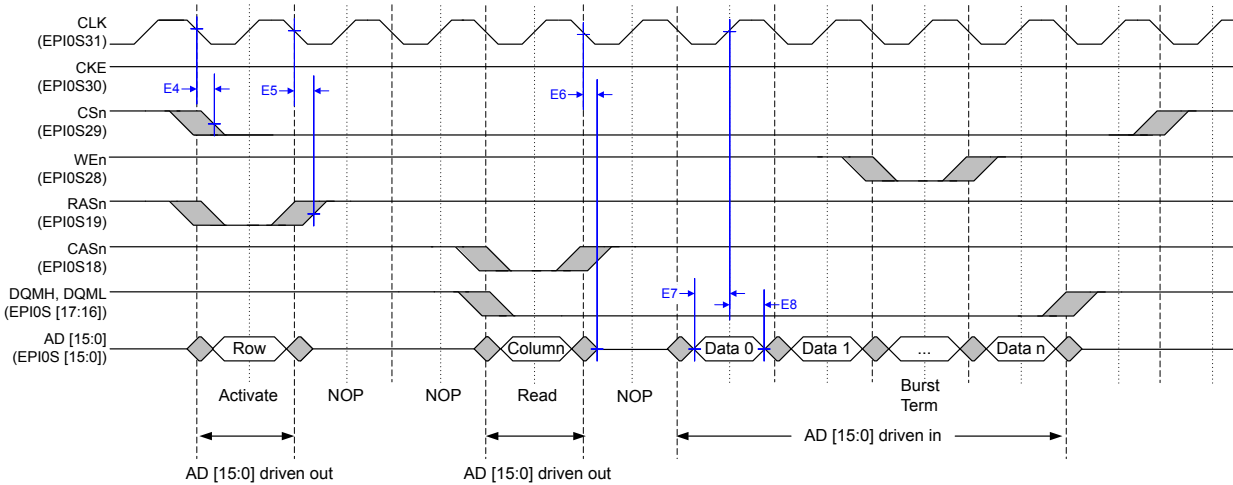 CLK
(EPI0S31)
CKE
(EPI0S30)
E4
E5
E6
CSn
(EPI0S29)
WEn
(EPI0S28)
RASn
(EPI0S19)
CASn
(EPI0S18)
DQMH, DQML
(EPI0S [17:16])
E7
E8
AD [15:0]
(EPI0S [15:0])
Row
Column
Data 0
Data 1
...
Data n
Activate
NOP
NOP
Read
NOP
Burst
Term
AD [15:0] driven in
AD [15:0] driven out
AD [15:0] driven out